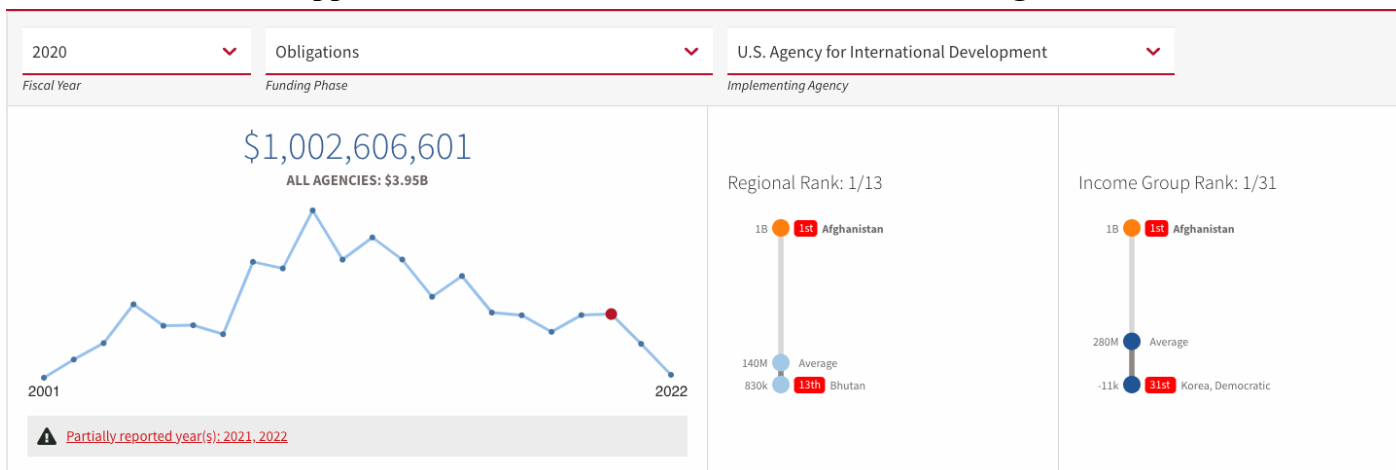 2020
Obligations
U.S. Agency for International Development
Fiscal Year
Funding Phase
Implementing Agency
$1,002,606,601
ALL AGENCIES: $3.95B
2001
2022
Partially reported year(s): 2021, 2022
Regional Rank: 1/13
1B 1st Afghanistan
140M Average
830k 13th Bhutan
Income Group Rank: 1/31
1B 1st Afghanistan
280M Average
-11k 31st Korea, Democratic